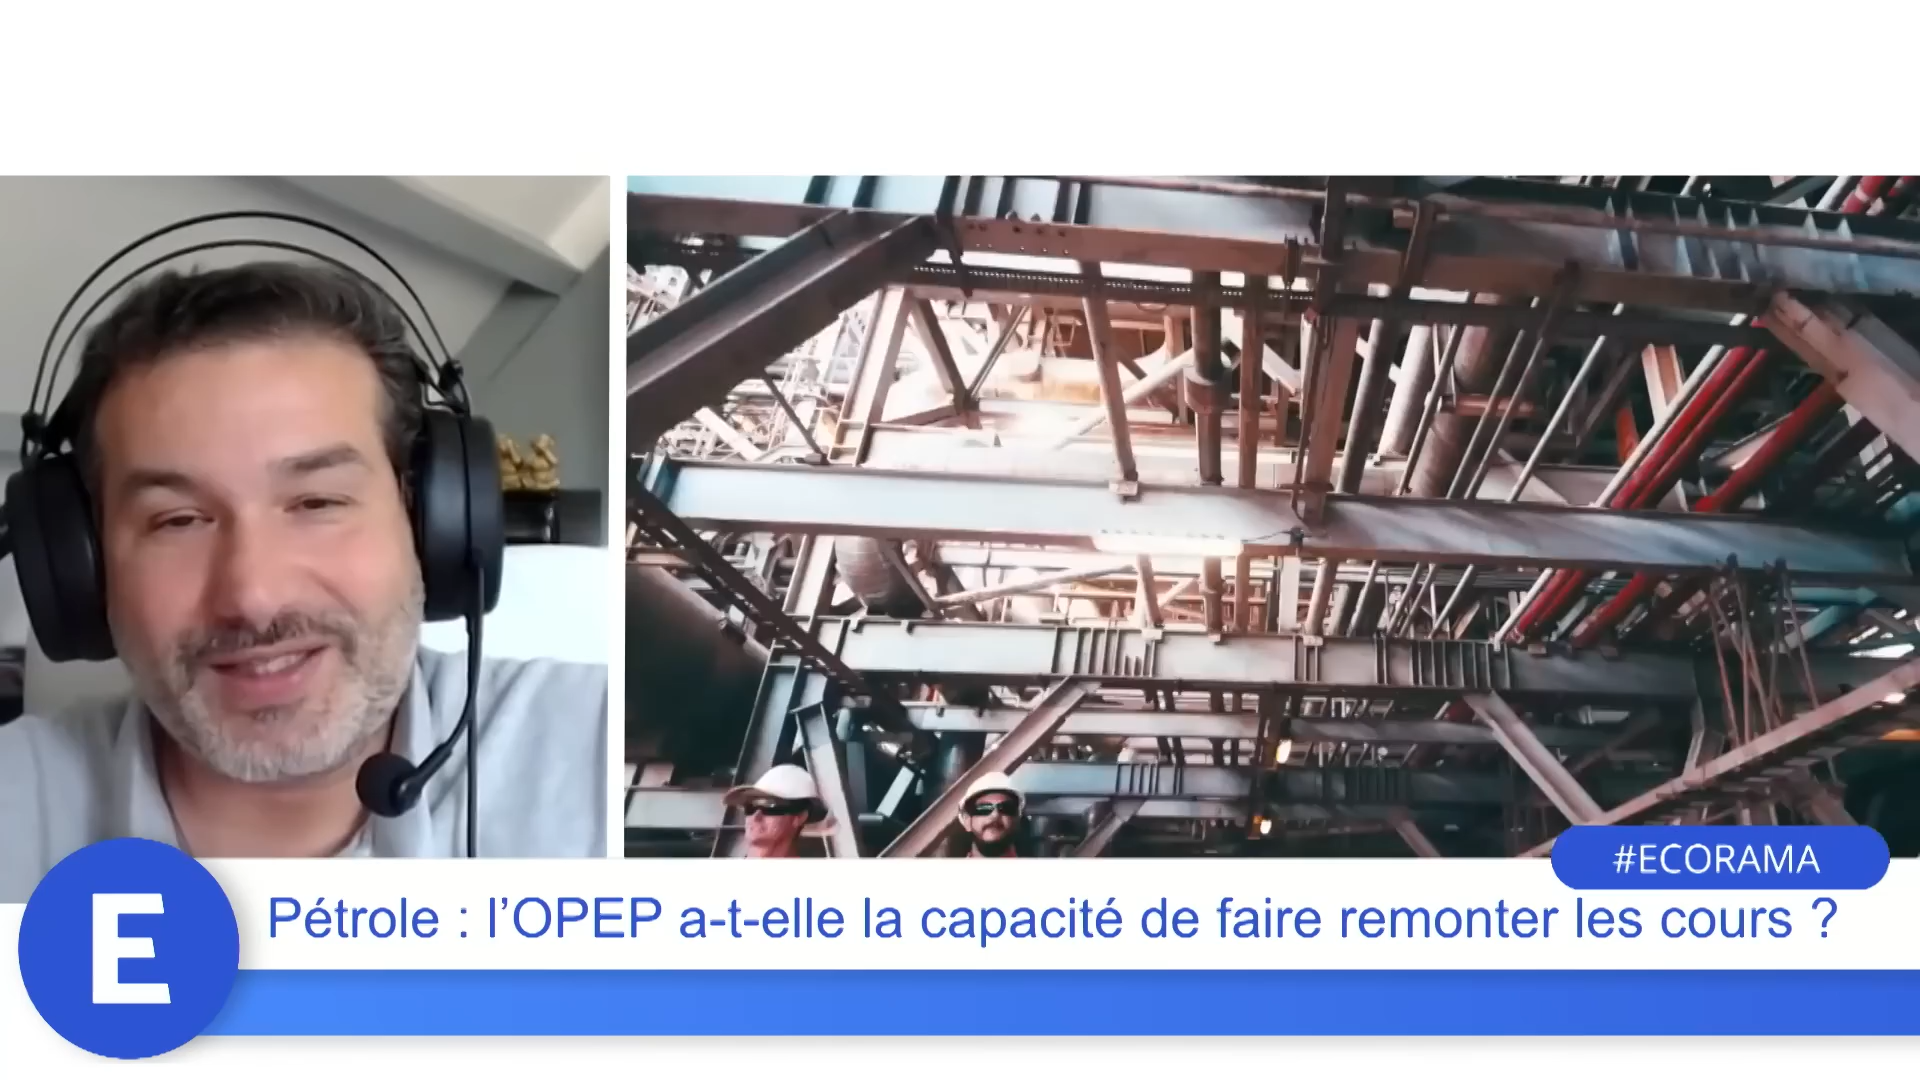 #ECORAMA
E
Pétrole : l’OPEP a-t-elle la capacité de faire remonter les cours ?